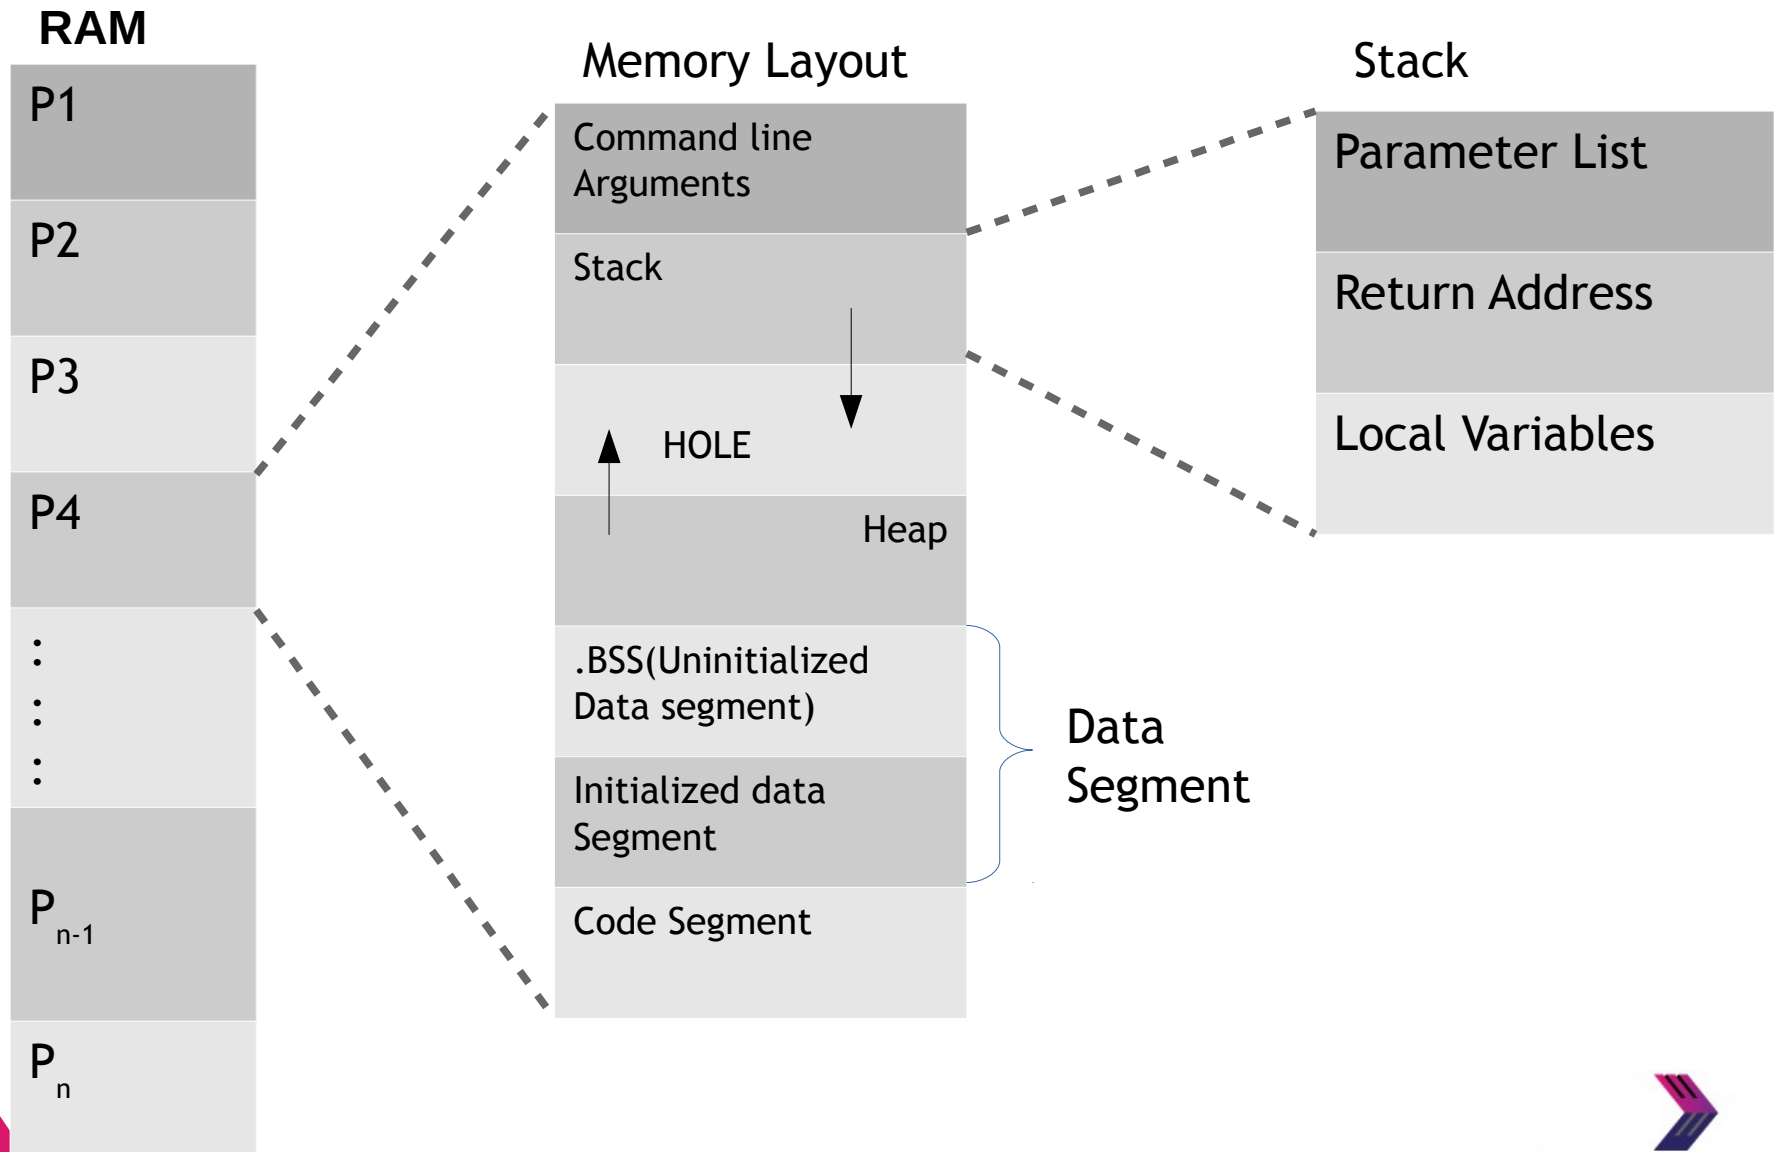 RAM
P1
P2
P3
P4
:
:
:
P n-1
P n
Memory Layout
Command line
Arguments
Stack
HOLE
Heap
.BSS(Uninitialized
Data segment)
Initialized data
Segment
Code Segment
Data
Segment
Stack
Parameter List
Return Address
Local Variables